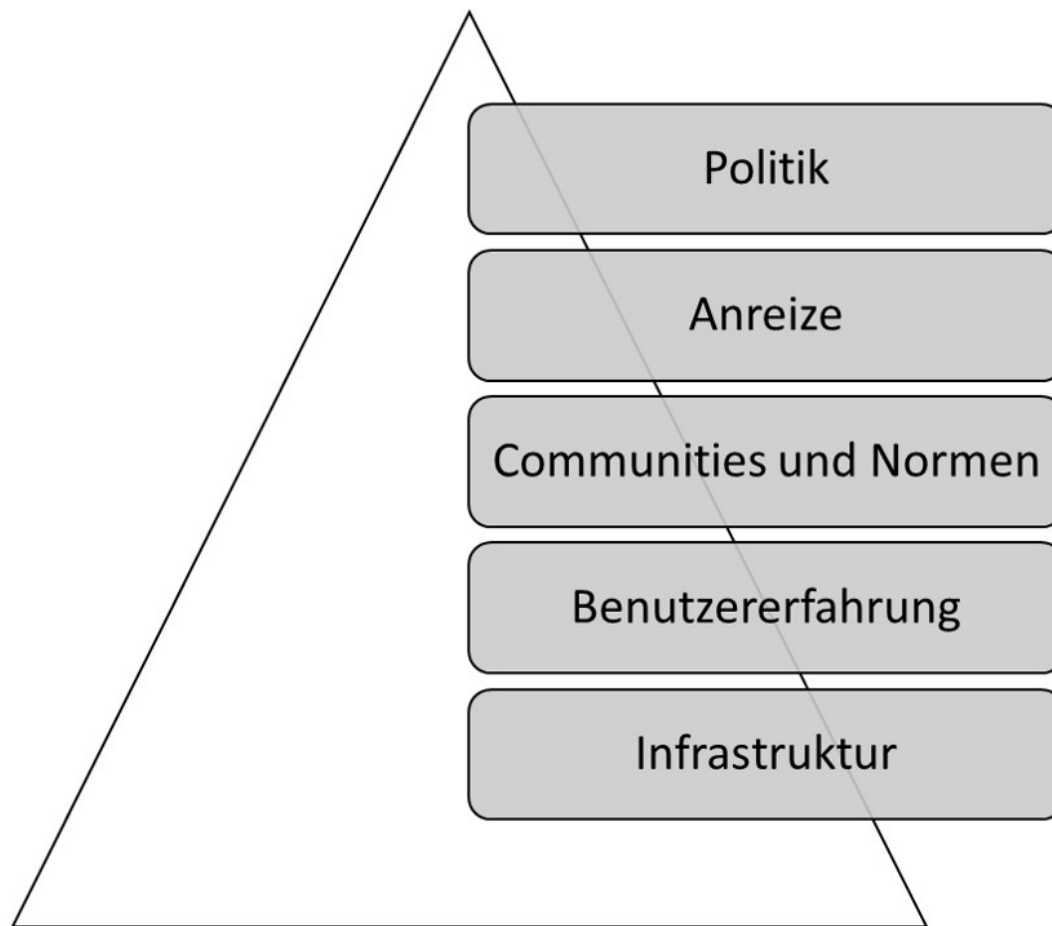 Politik
Anreize
Communities und Normen
Benutzererfahrung
Infrastruktur